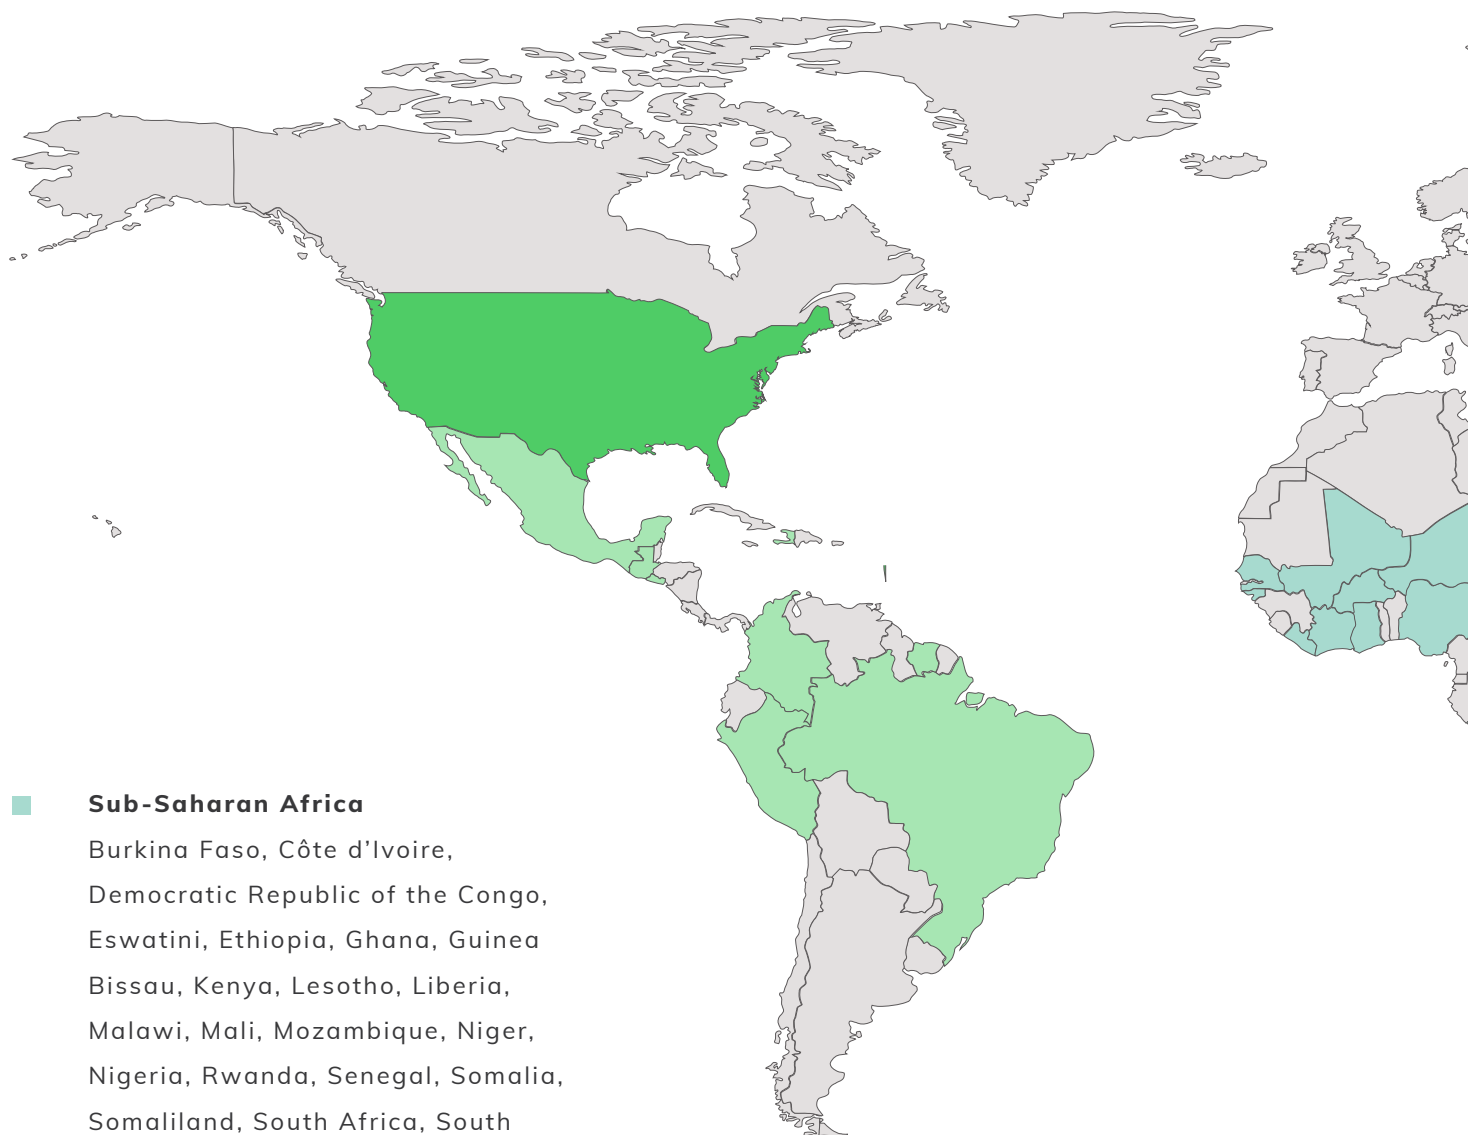 Sub-Saharan Africa
Burkina Faso, Côte d’Ivoire,
Democratic Republic of the Congo,
Eswatini, Ethiopia, Ghana, Guinea
Bissau, Kenya, Lesotho, Liberia,
Malawi, Mali, Mozambique, Niger,
Nigeria, Rwanda, Senegal, Somalia,
Somaliland, South Africa, South